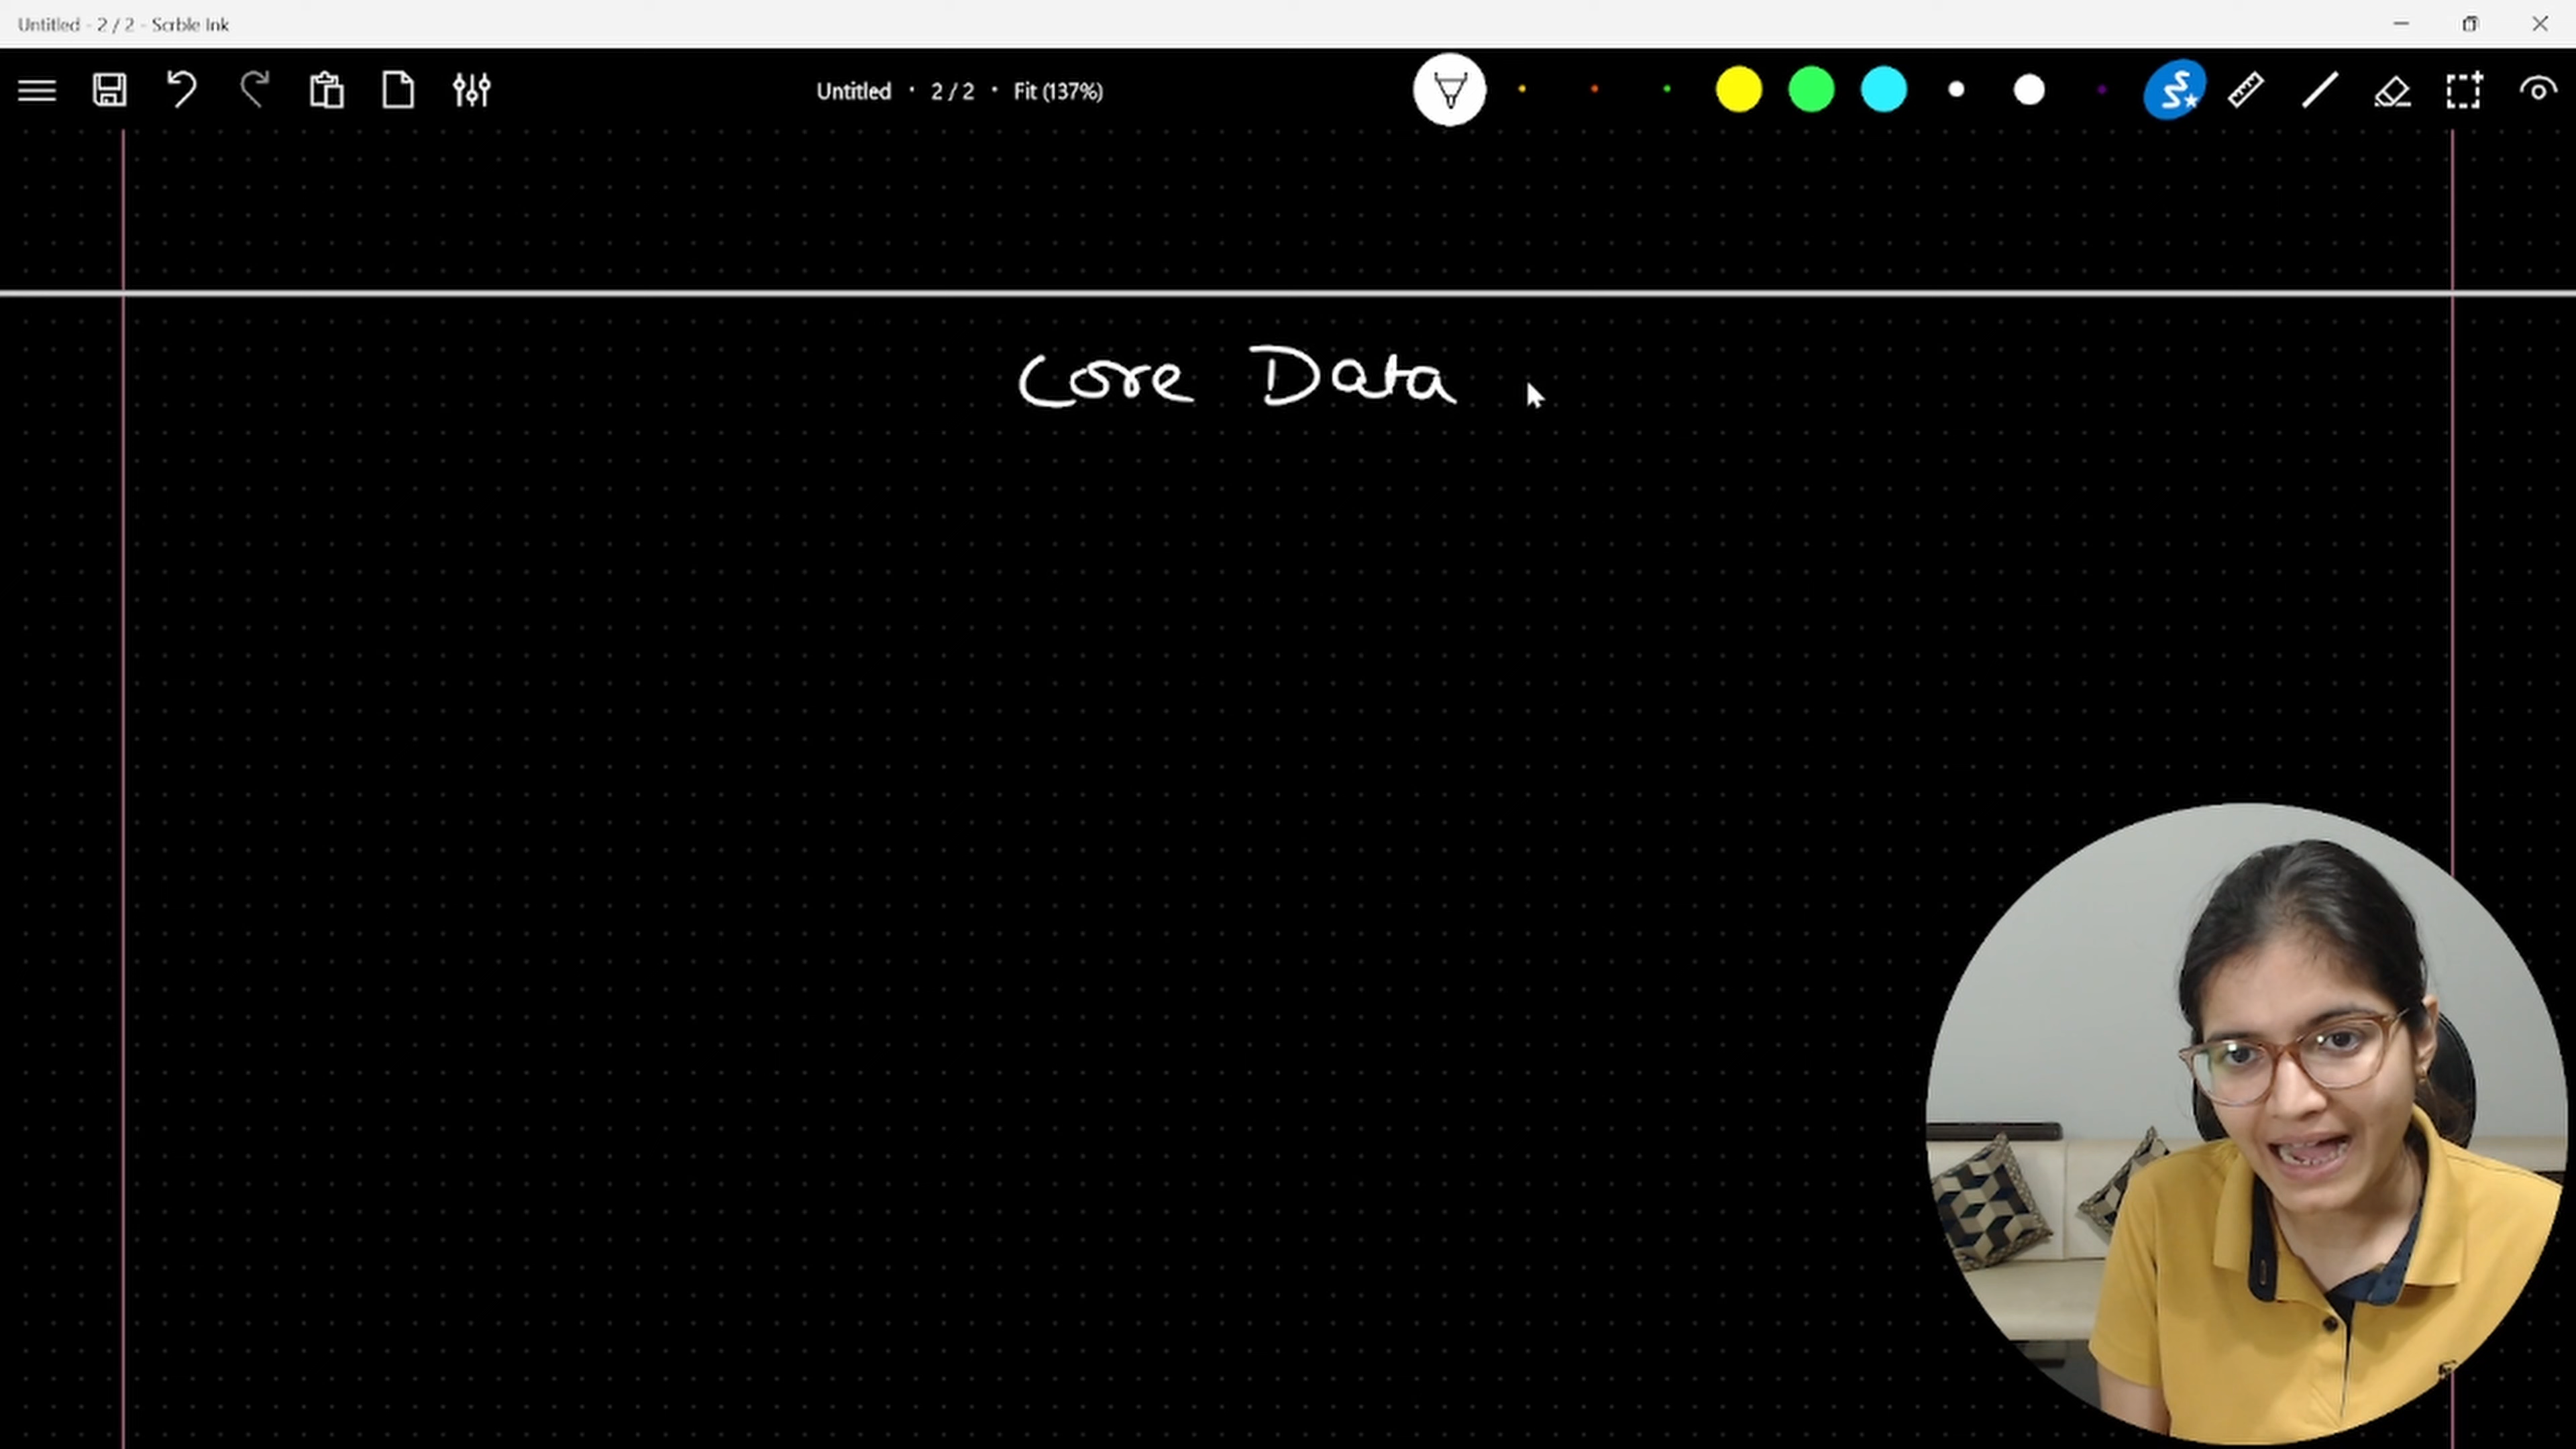 Untitled - 2 / 2 - Scrble Ink
Untitled · 2 / 2 · Fit (137%)
Core Data